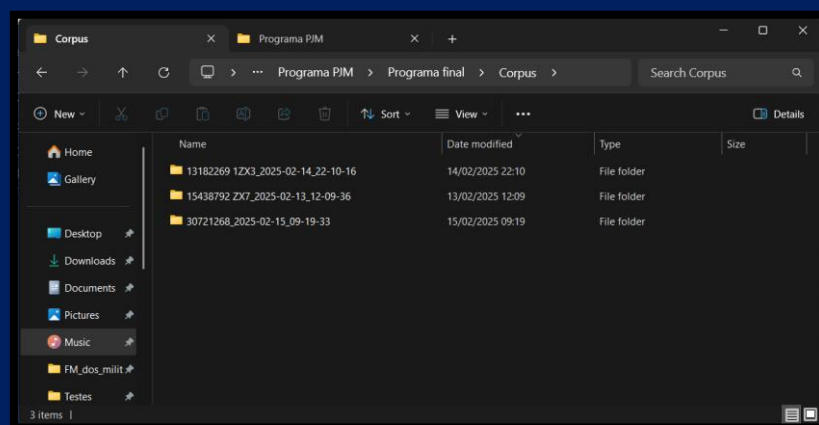 Corpus
Programa PJM
Programa PJM > Programa final > Corpus >
Search Corpus
New
Sort
View
Details
Name Date modified Type Size
Home
Gallery
Desktop
Downloads
Documents
Pictures
Music
FM_dos_milit
Testes
13182269 1ZX3_2025-02-14_22-10-16 14/02/2025 22:10 File folder
15438792 ZX7_2025-02-13_12-09-36 13/02/2025 12:09 File folder
30721268_2025-02-15_09-19-33 15/02/2025 09:19 File folder
3 items